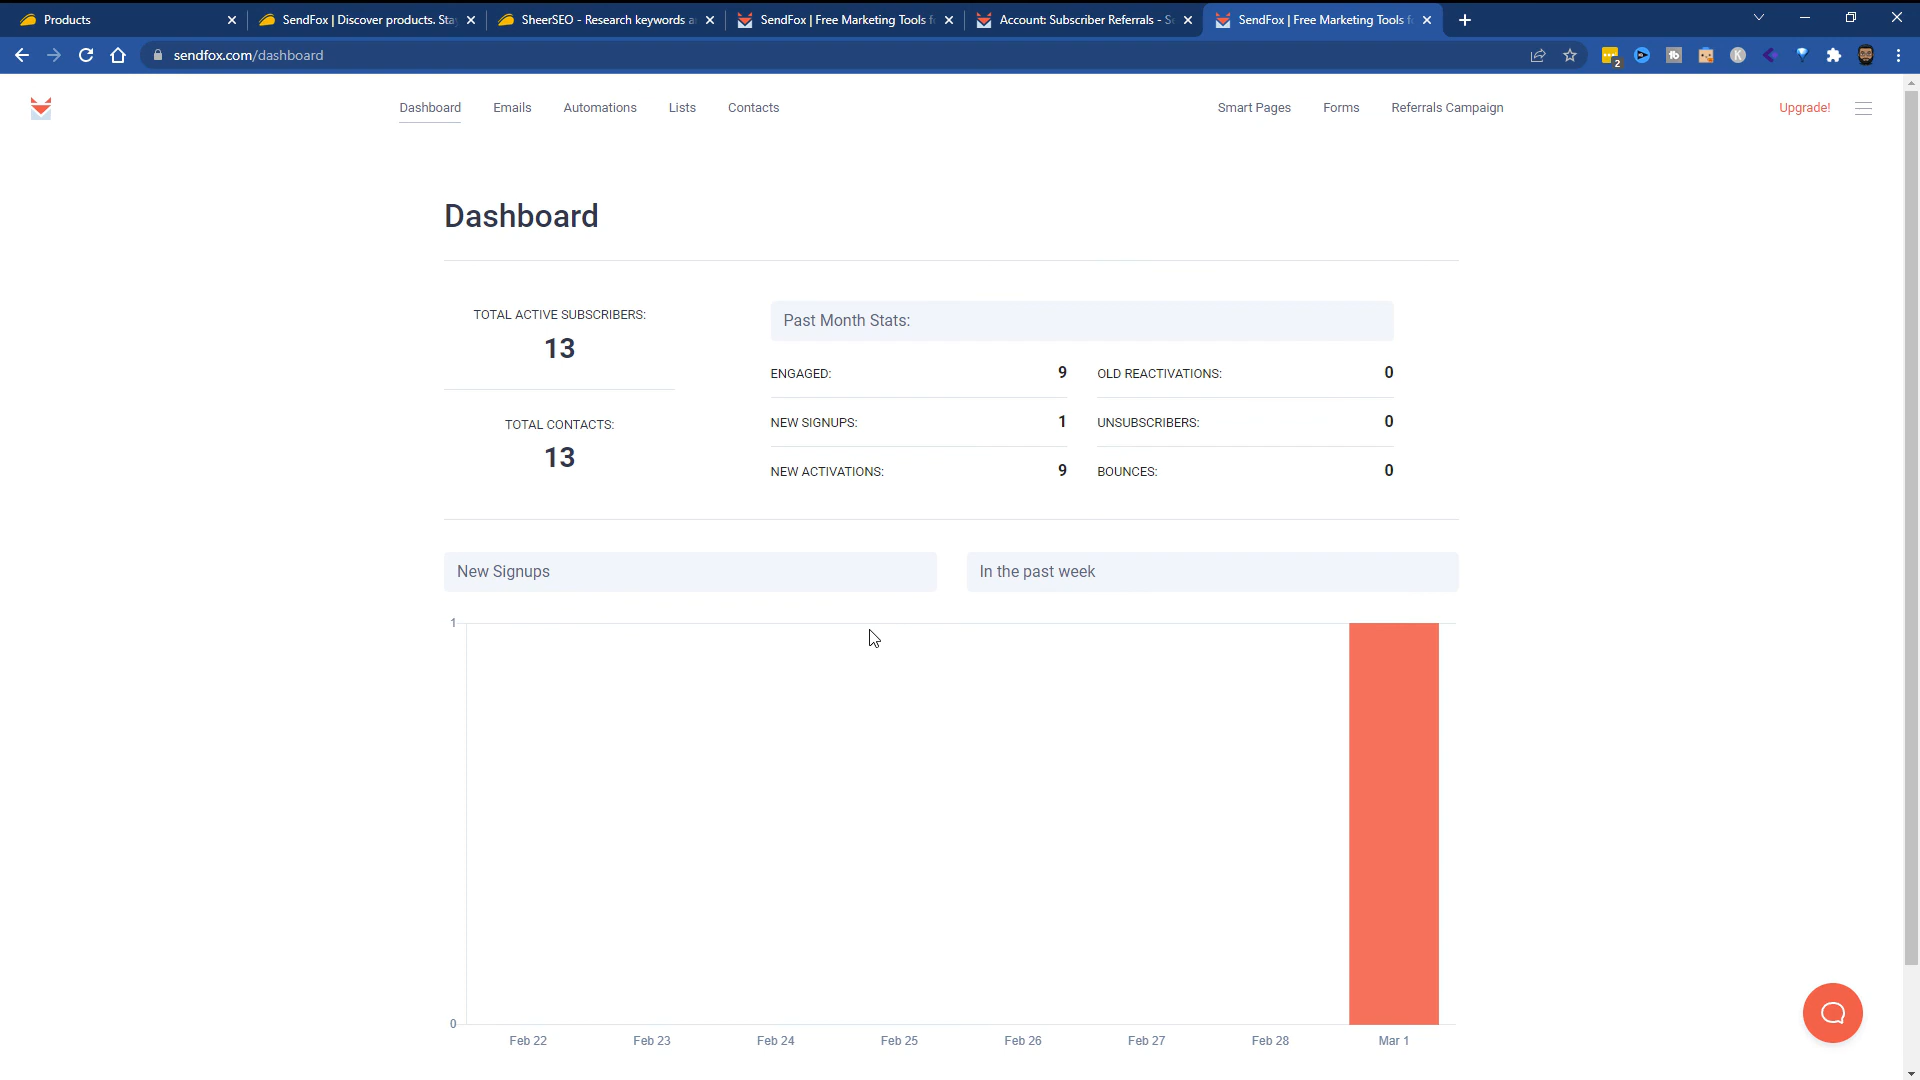 Products
SendFox | Discover products. Sta
SheerSEO - Research keywords a
SendFox | Free Marketing Tools f
Account: Subscriber Referrals - S
SendFox | Free Marketing Tools f
sendfox.com/dashboard
2
tb
K
Dashboard
Emails
Automations
Lists
Contacts
Smart Pages
Forms
Referrals Campaign
Upgrade!
Dashboard
TOTAL ACTIVE SUBSCRIBERS:
13
TOTAL CONTACTS:
13
Past Month Stats:
ENGAGED: 9
OLD REACTIVATIONS: 0
NEW SIGNUPS: 1
UNSUBSCRIBERS: 0
NEW ACTIVATIONS: 9
BOUNCES: 0
New Signups
In the past week
1
0
Feb 22 Feb 23 Feb 24 Feb 25 Feb 26 Feb 27 Feb 28 Mar 1